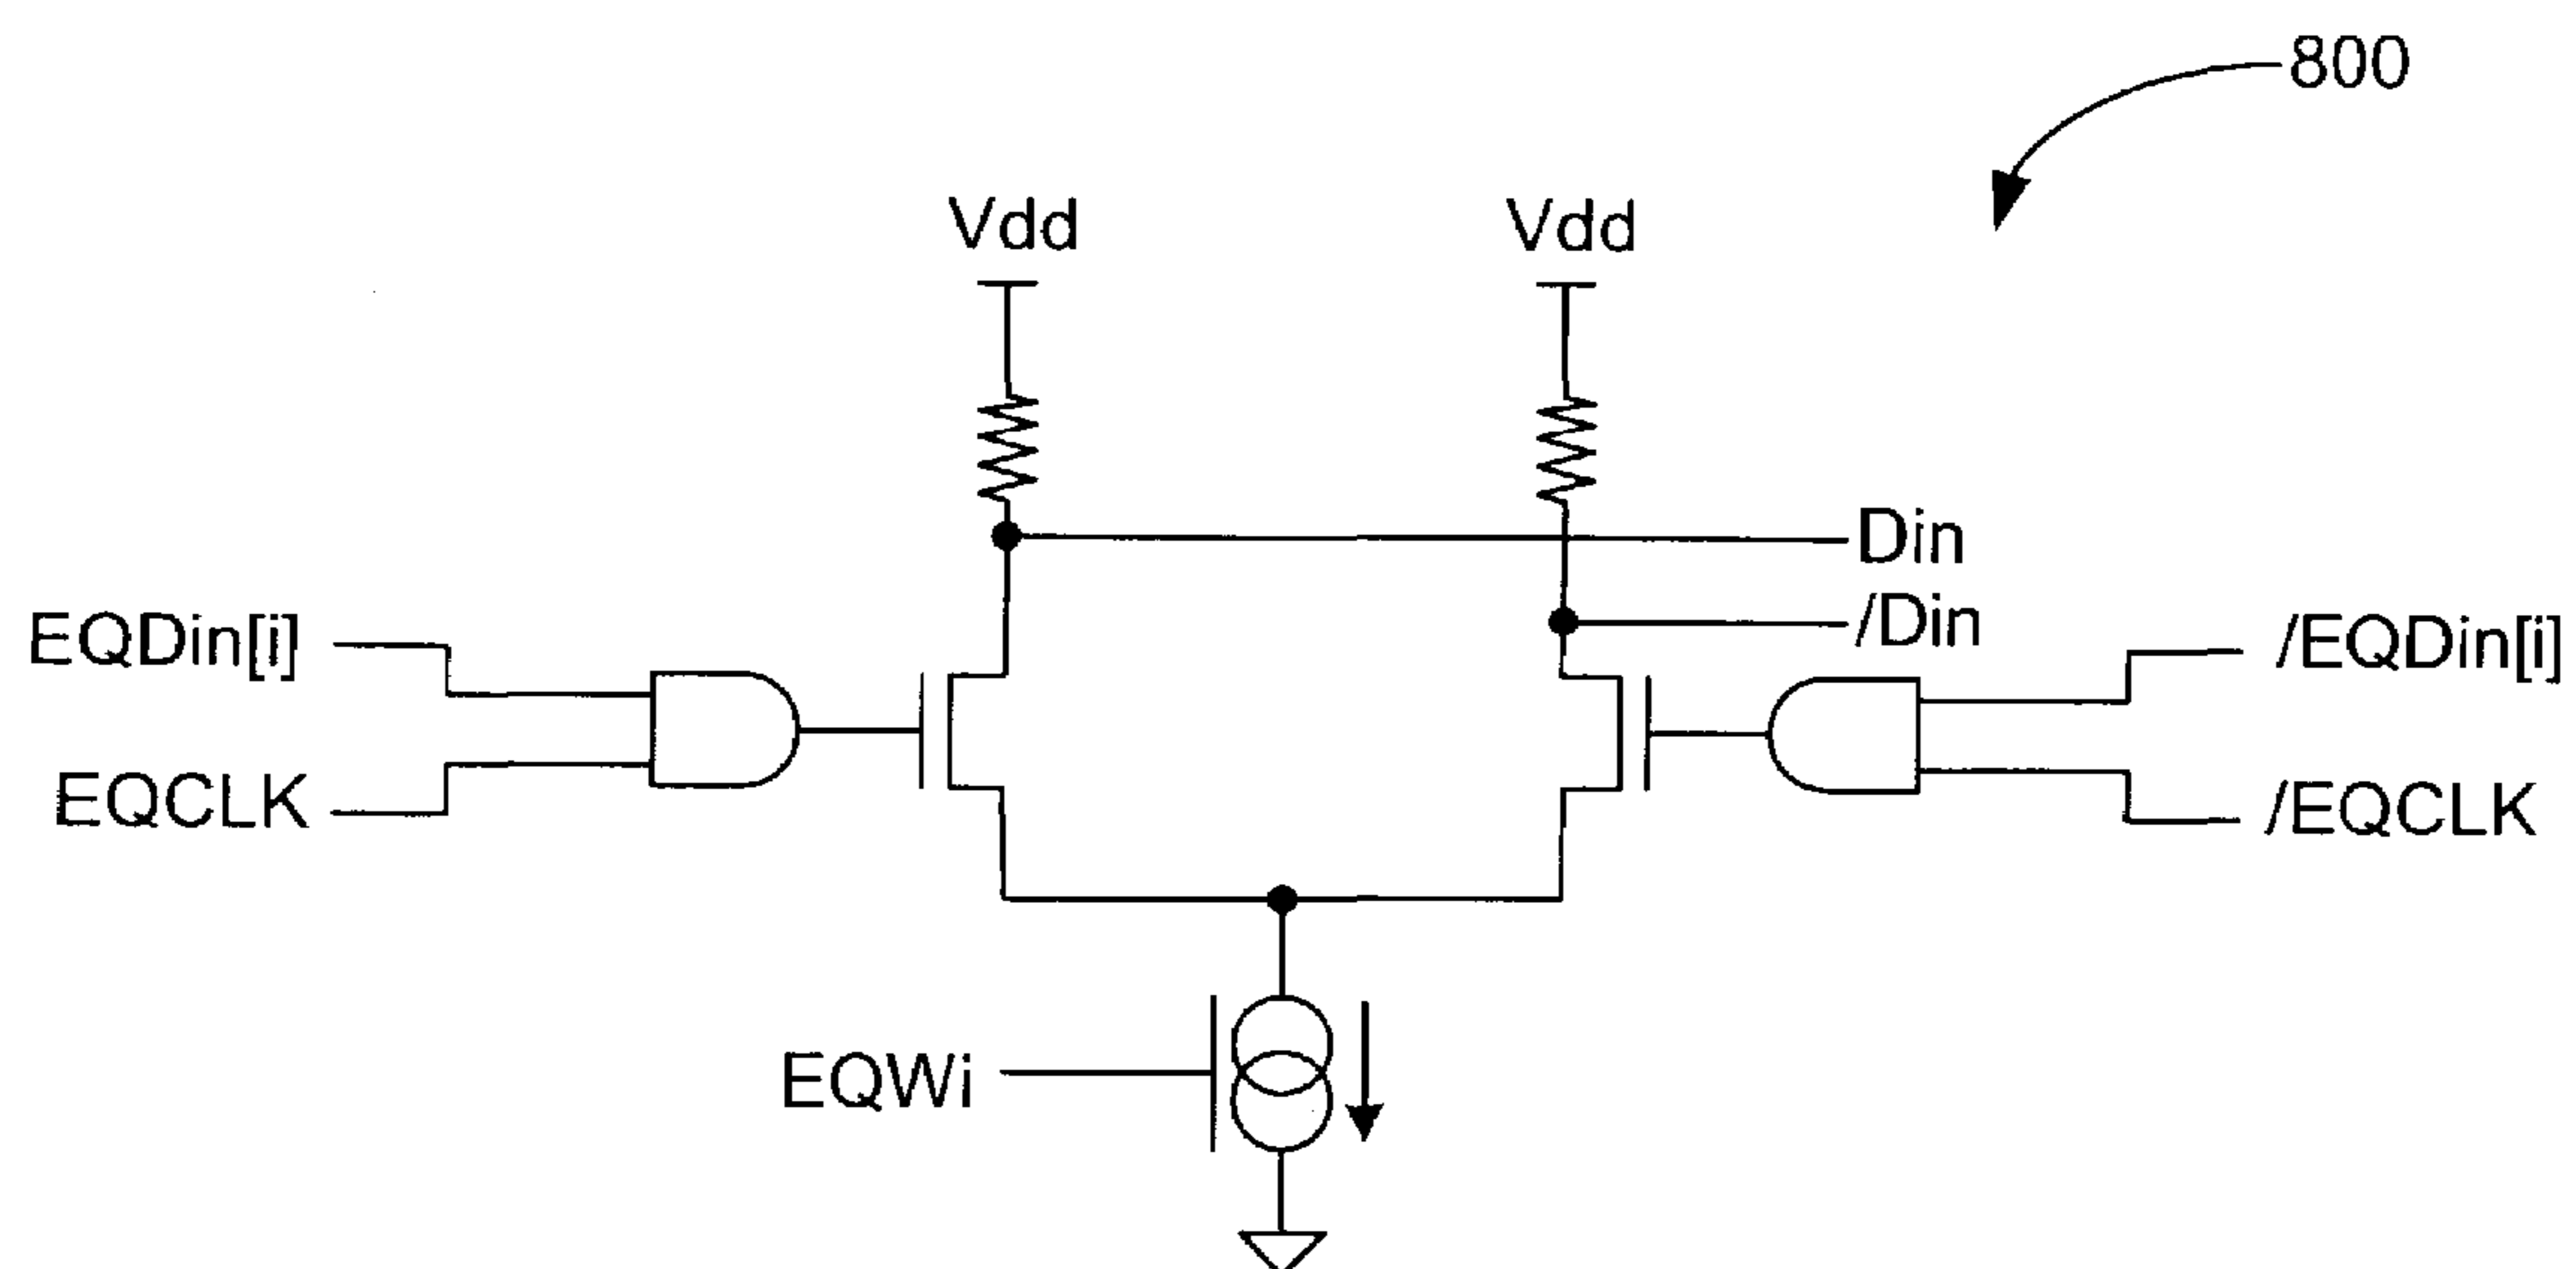 800
Vdd
Vdd
Din
/Din
EQDin[i]
/EQDin[i]
EQCLK
/EQCLK
EQWi